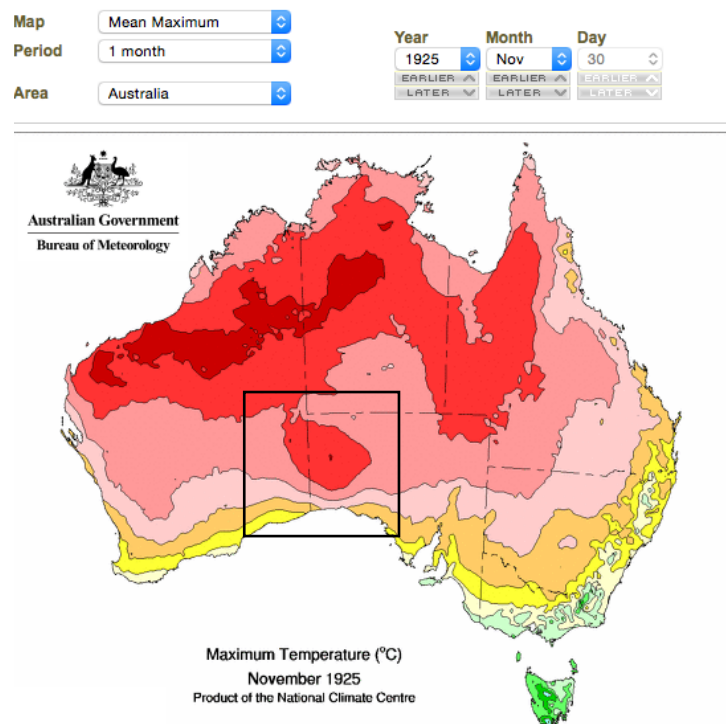 Map Mean Maximum
Period 1 month
Area Australia
Year Month Day
1925 Nov 30
EARLIER EARLIER EARLIER
LATER LATER LATER
Australian Government
Bureau of Meteorology
Maximum Temperature (°C)
November 1925
Product of the National Climate Centre